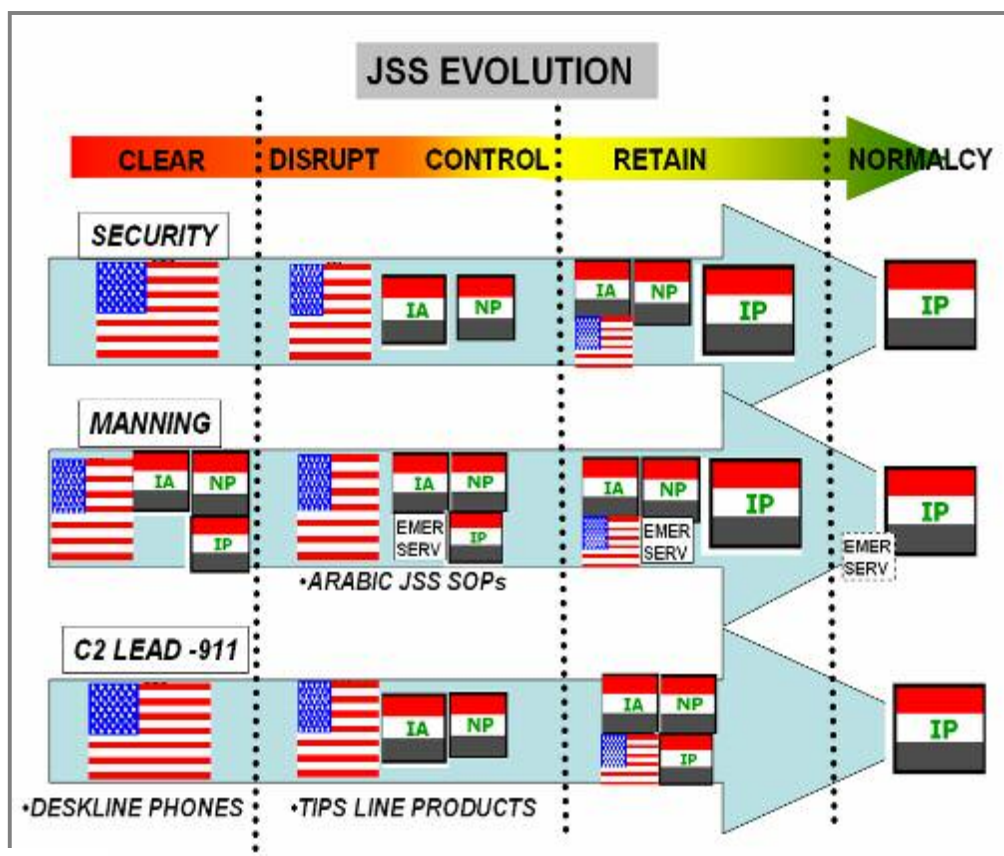 JSS EVOLUTION
CLEAR DISRUPT CONTROL RETAIN NORMALCY
SECURITY
IA NP IA NP IP IP
MANNING
IA NP IA NP IA NP IP IP
IP EMER SERV IP EMER SERV EMER SERV
•ARABIC JSS SOPs
C2 LEAD -911
IA NP IA NP IP
IP
•DESKLINE PHONES •TIPS LINE PRODUCTS